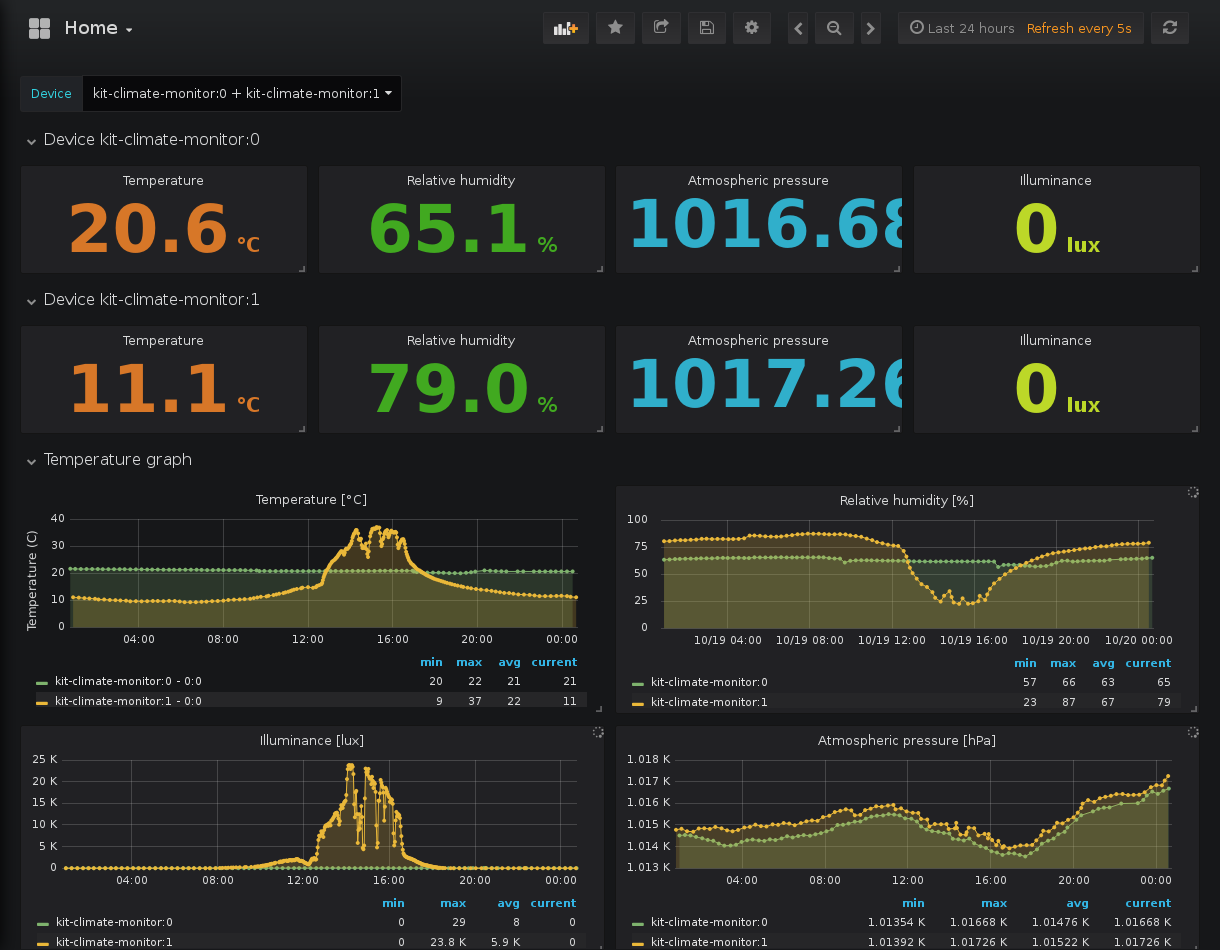 Home
Last 24 hours Refresh every 5s
Device kit-climate-monitor:0 + kit-climate-monitor:1
Device kit-climate-monitor:0
Temperature Relative humidity Atmospheric pressure Illuminance
20.6 °C 65.1 % 1016.68 0 lux
Device kit-climate-monitor:1
Temperature Relative humidity Atmospheric pressure Illuminance
11.1 °C 79.0 % 1017.26 0 lux
Temperature graph
Temperature [°C]
Temperature (C)
40
30
20
10
0
04:00 08:00 12:00 16:00 20:00 00:00
min max avg current
kit-climate-monitor:0 - 0:0 20 22 21 21
kit-climate-monitor:1 - 0:0 9 37 22 11
Relative humidity [%]
100
75
50
25
0
10/19 04:00 10/19 08:00 10/19 12:00 10/19 16:00 10/19 20:00 10/20 00:00
min max avg current
kit-climate-monitor:0 57 66 63 65
kit-climate-monitor:1 23 87 67 79
Illuminance [lux]
25 K
20 K
15 K
10 K
5 K
0
04:00 08:00 12:00 16:00 20:00 00:00
min max avg current
kit-climate-monitor:0 0 29 8 0
kit-climate-monitor:1 0 23.8 K 5.9 K 0
Atmospheric pressure [hPa]
1.018 K
1.017 K
1.016 K
1.015 K
1.014 K
1.013 K
04:00 08:00 12:00 16:00 20:00 00:00
min max avg current
kit-climate-monitor:0 1.01354 K 1.01668 K 1.01476 K 1.01668 K
kit-climate-monitor:1 1.01392 K 1.01726 K 1.01522 K 1.01726 K